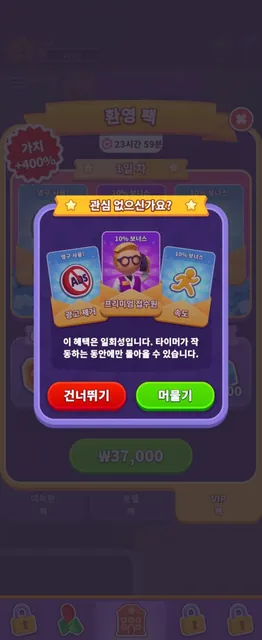 환영 팩
23시간 59분
가치
+400%
1일차
관심 없으신가요?
영구 사용!
10% 보너스
10% 보너스
ADS
광고 제거
프리미엄 접수원
속도
이 혜택은 일회성입니다. 타이머가 작
동하는 동안에만 돌아올 수 있습니다.
건너뛰기
머물기
₩37,000
VIP
팩